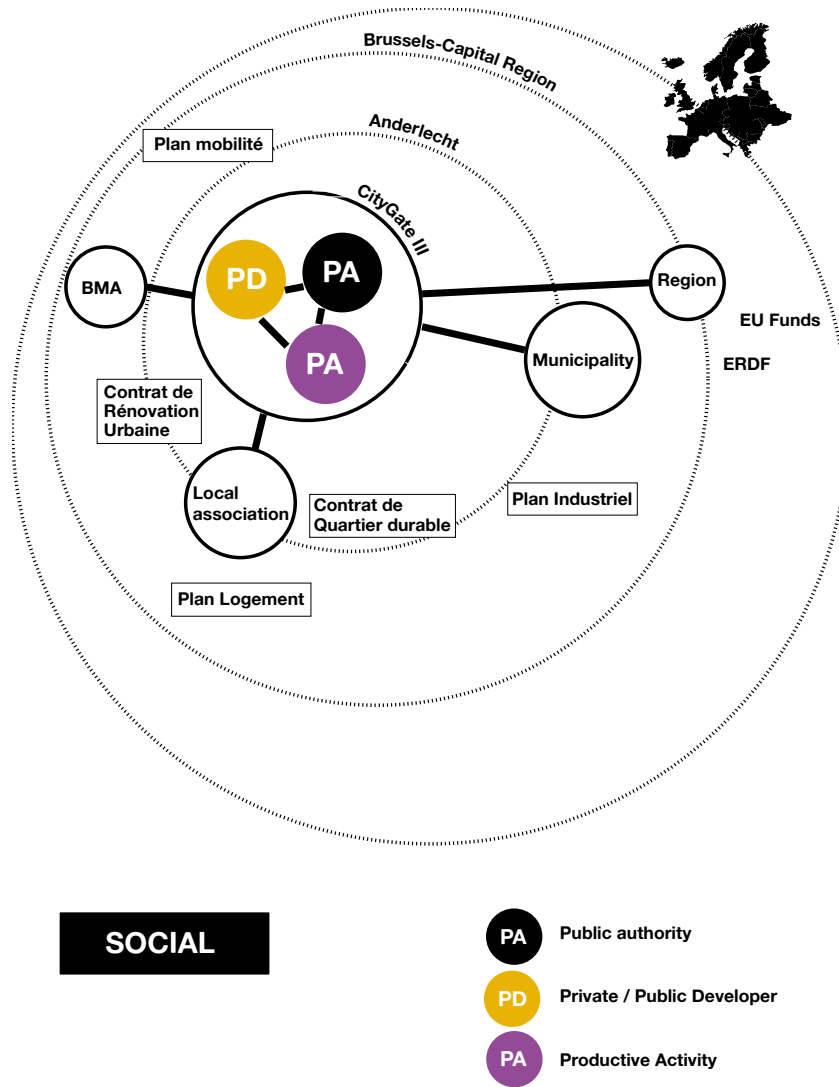 Brussels-Capital Region
Anderlecht
Plan mobilité
CityGate III
PD
PA
BMA
Region
EU Funds
PA
Municipality
ERDF
Contrat de
Rénovation
Urbaine
Local
association
Contrat de
Quartier durable
Plan Industriel
Plan Logement
SOCIAL
PA
Public authority
PD
Private / Public Developer
PA
Productive Activity